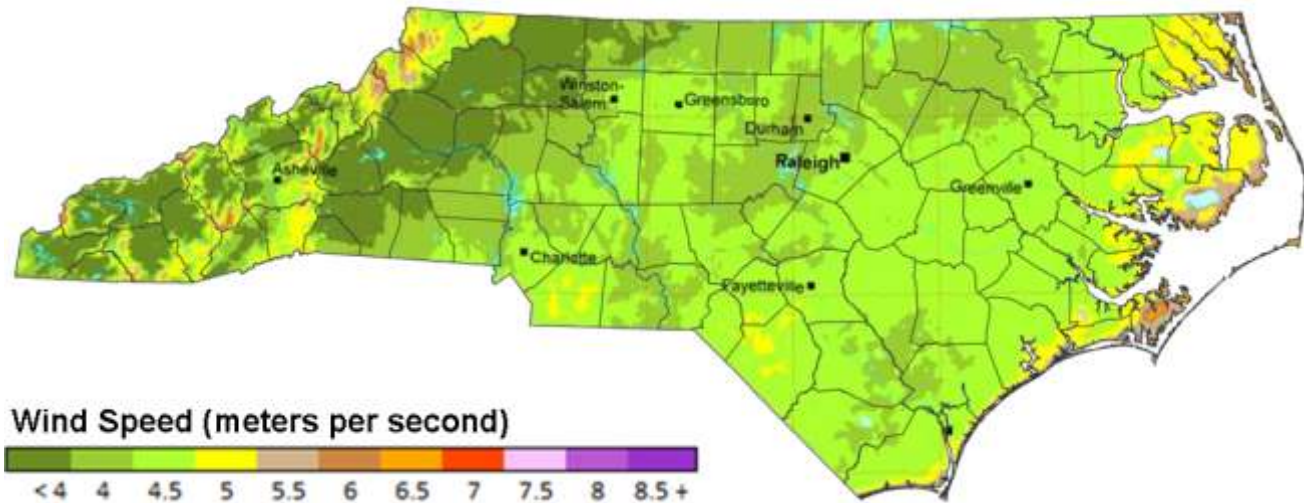 Winston-
Salem
Greensboro
Durham
Raleigh
Asheville
Greenville
Charlotte
Fayetteville
Wind Speed (meters per second)
< 4 4 4.5 5 5.5 6 6.5 7 7.5 8 8.5 +